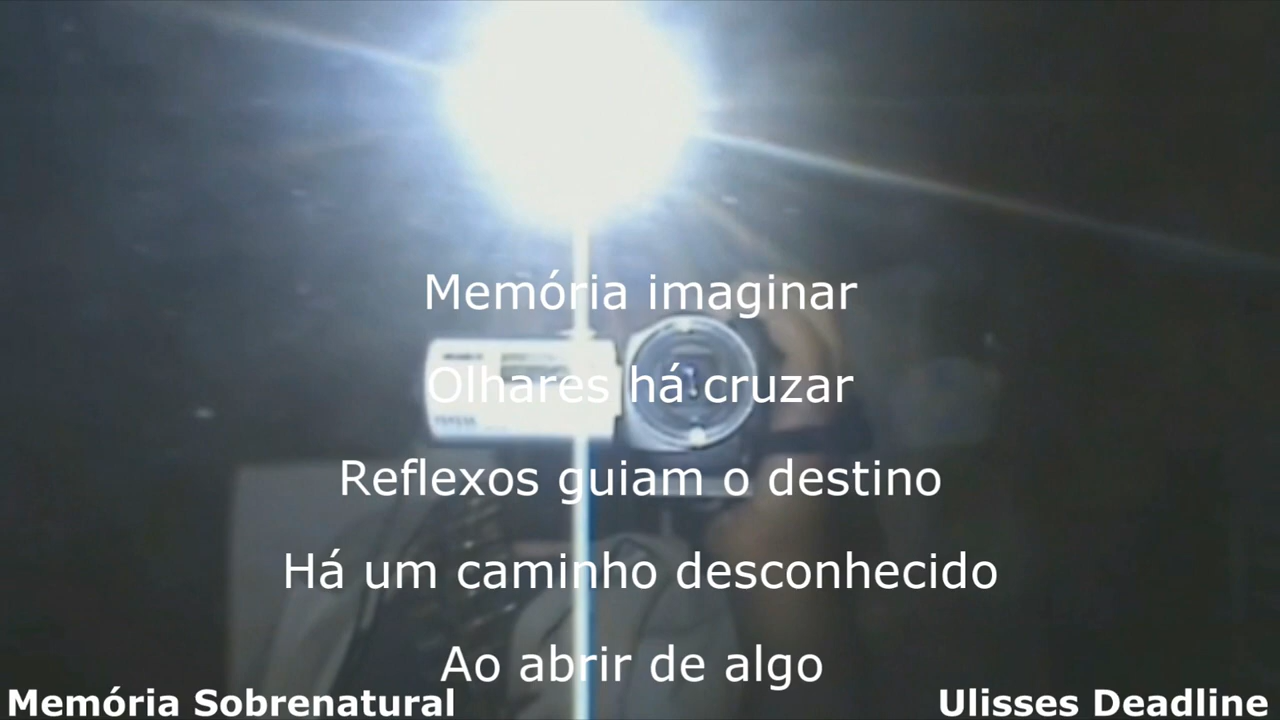 Memória imaginar
Olhares há cruzar
Reflexos guiam o destino
Há um caminho desconhecido
Ao abrir de algo
Memória Sobrenatural
Ulisses Deadline